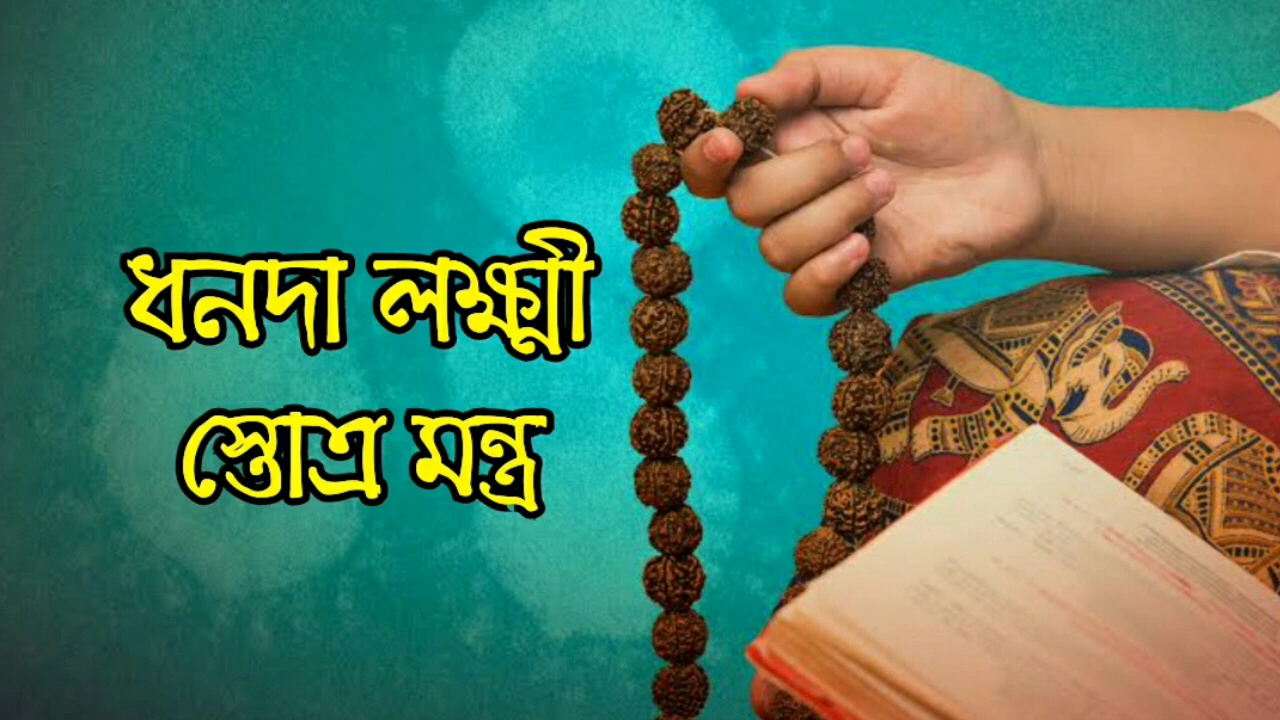 ধনদা লক্ষ্মী
স্তোত্র মন্ত্র